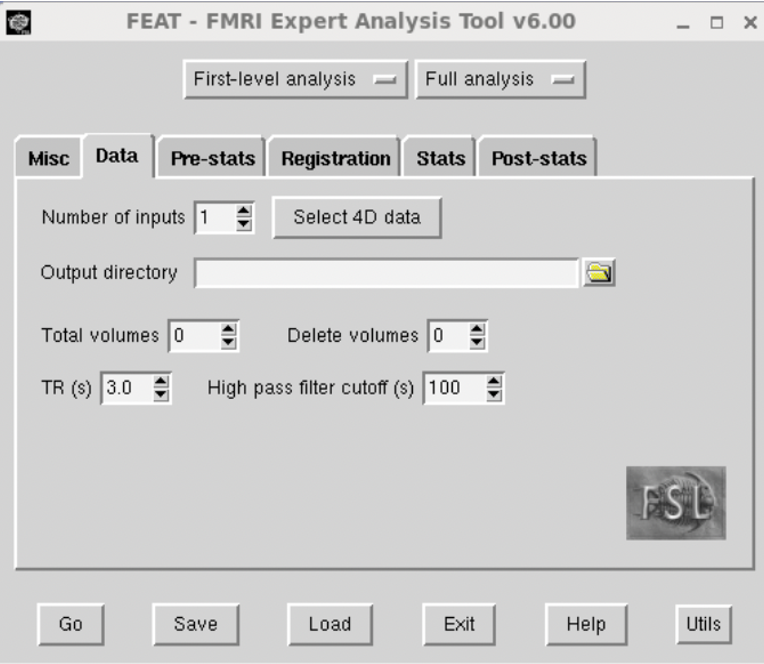 FEAT - FMRI Expert Analysis Tool v6.00
First-level analysis Full analysis
Misc Data Pre-stats Registration Stats Post-stats
Number of inputs 1 Select 4D data
Output directory
Total volumes 0 Delete volumes 0
TR (s) 3.0 High pass filter cutoff (s) 100
FSL
Go Save Load Exit Help Utils